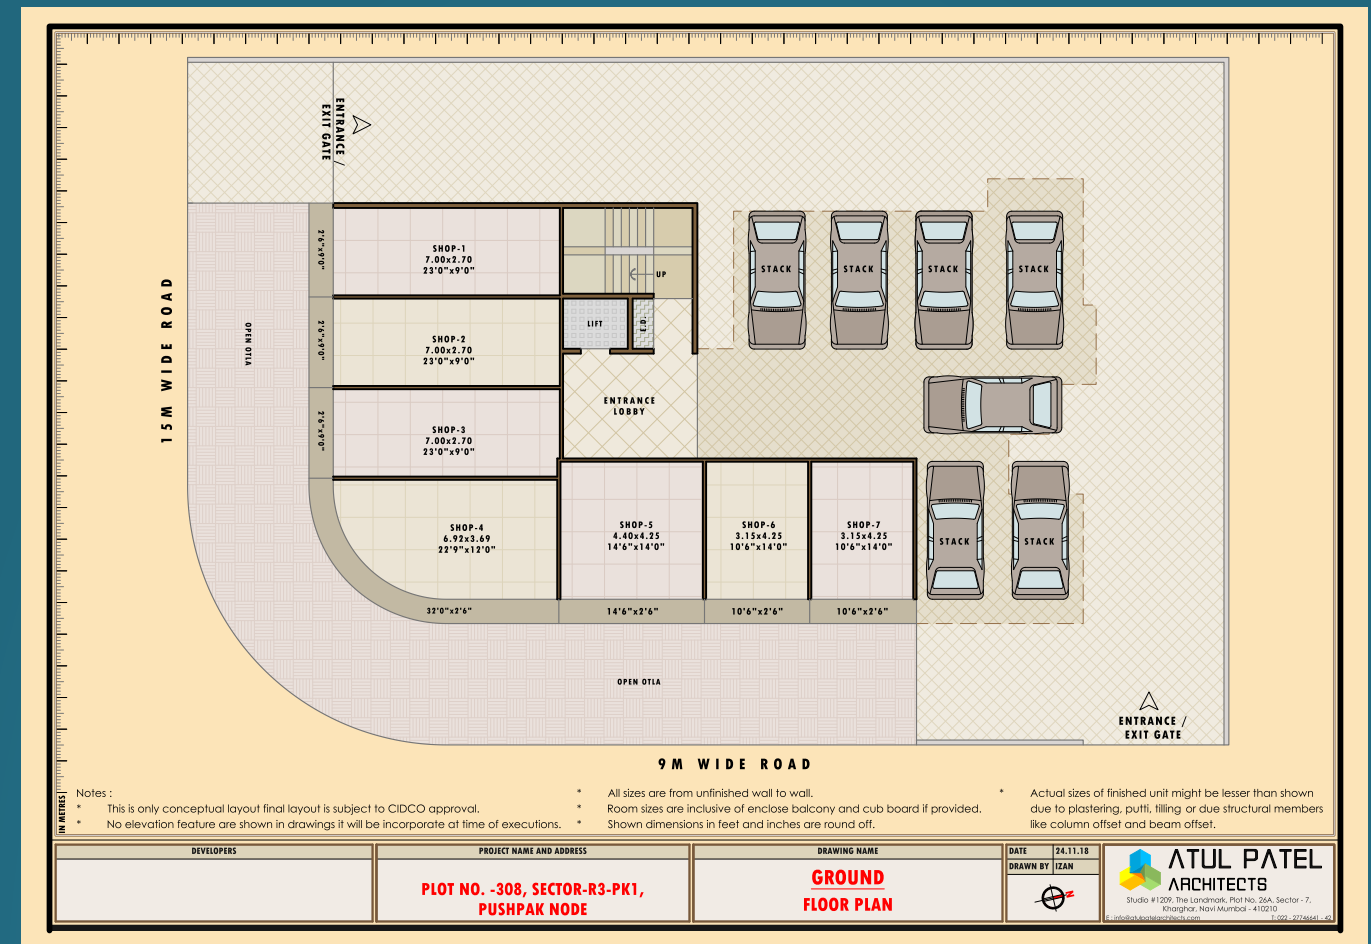 ENTRANCE /
EXIT GATE
15M WIDE ROAD
OPEN OTLA
2'6"x9'0"
2'6"x9'0"
2'6"x9'0"
SHOP-1
7.00x2.70
23'0"x9'0"
UP
SHOP-2
7.00x2.70
23'0"x9'0"
LIFT
SHOP-3
7.00x2.70
23'0"x9'0"
ENTRANCE
LOBBY
STACK
STACK
STACK
STACK
SHOP-4
6.92x3.69
22'9"x12'0"
SHOP-5
4.40x4.25
14'6"x14'0"
SHOP-6
3.15x4.25
10'6"x14'0"
SHOP-7
3.15x4.25
10'6"x14'0"
STACK
STACK
32'0"x2'6"
14'6"x2'6"
10'6"x2'6"
10'6"x2'6"
OPEN OTLA
ENTRANCE /
EXIT GATE
9M WIDE ROAD
IN METRES
Notes :
* This is only conceptual layout final layout is subject to CIDCO approval.
* No elevation feature are shown in drawings it will be incorporate at time of executions.
* All sizes are from unfinished wall to wall.
* Room sizes are inclusive of enclose balcony and cub board if provided.
* Shown dimensions in feet and inches are round off.
* Actual sizes of finished unit might be lesser than shown
due to plastering, putti, tilling or due structural members
like column offset and beam offset.
DEVELOPERS
PROJECT NAME AND ADDRESS
PLOT NO. -308, SECTOR-R3-PK1,
PUSHPAK NODE
DRAWING NAME
GROUND
FLOOR PLAN
DATE 24.11.18
DRAWN BY IZAN
N
ATUL PATEL
ARCHITECTS
Studio #1209, The Landmark, Plot No. 26A, Sector - 7,
Kharghar, Navi Mumbai - 410210
E : info@atulpatelarchitects.com T: 022 - 27746641 - 42